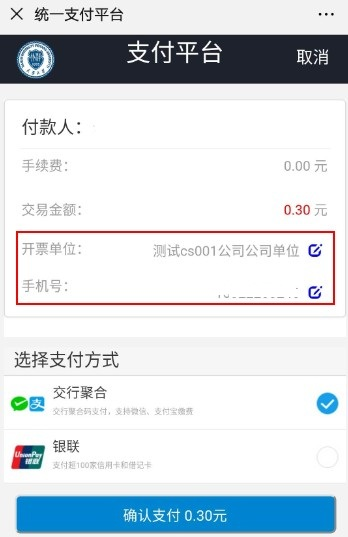 统一支付平台
支付平台 取消
付款人：
手续费： 0.00 元
交易金额： 0.30 元
开票单位： 测试cs001公司公司单位
手机号：
选择支付方式
交行聚合
交行聚合码支付，支持微信、支付宝缴费
银联
支付超100家信用卡和借记卡
UnionPay
银联
确认支付 0.30元